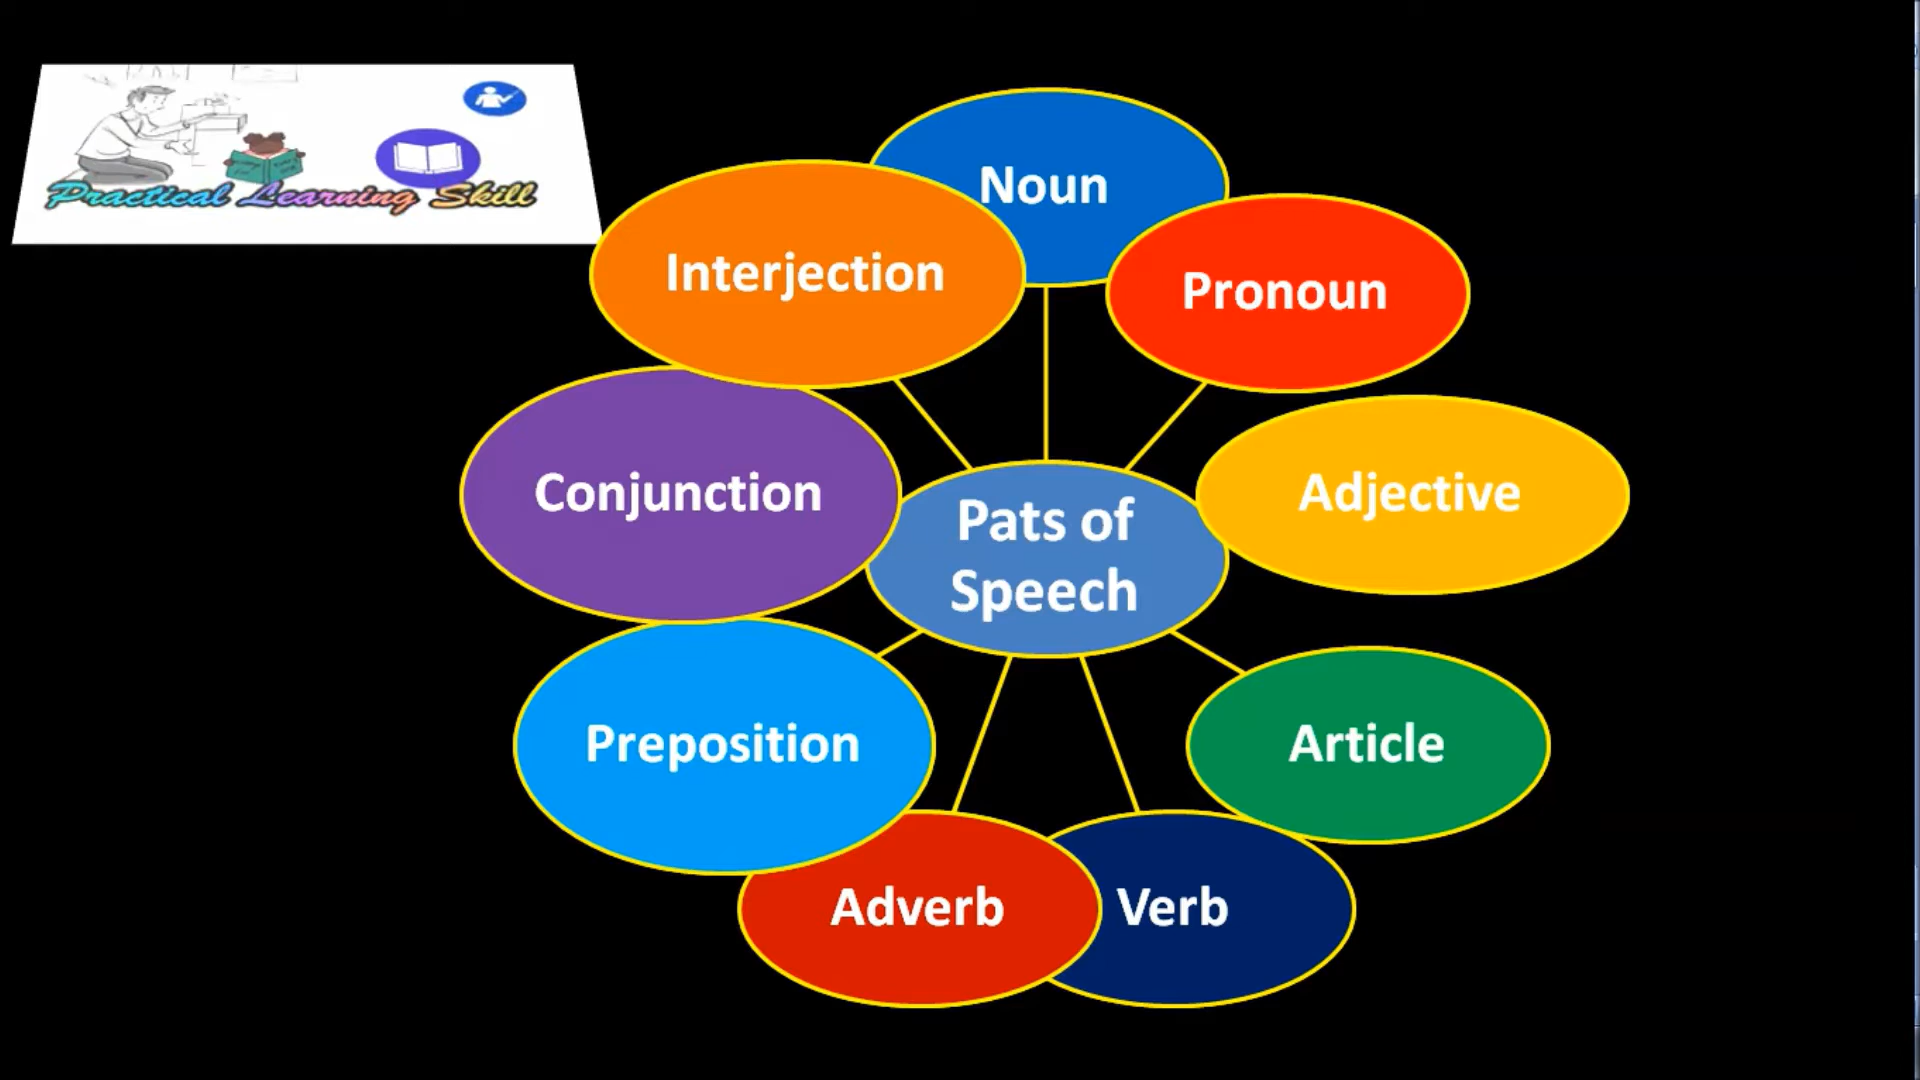 Practical Learning Skill
Noun
Interjection
Pronoun
Conjunction
Adjective
Pats of
Speech
Preposition
Article
Adverb
Verb